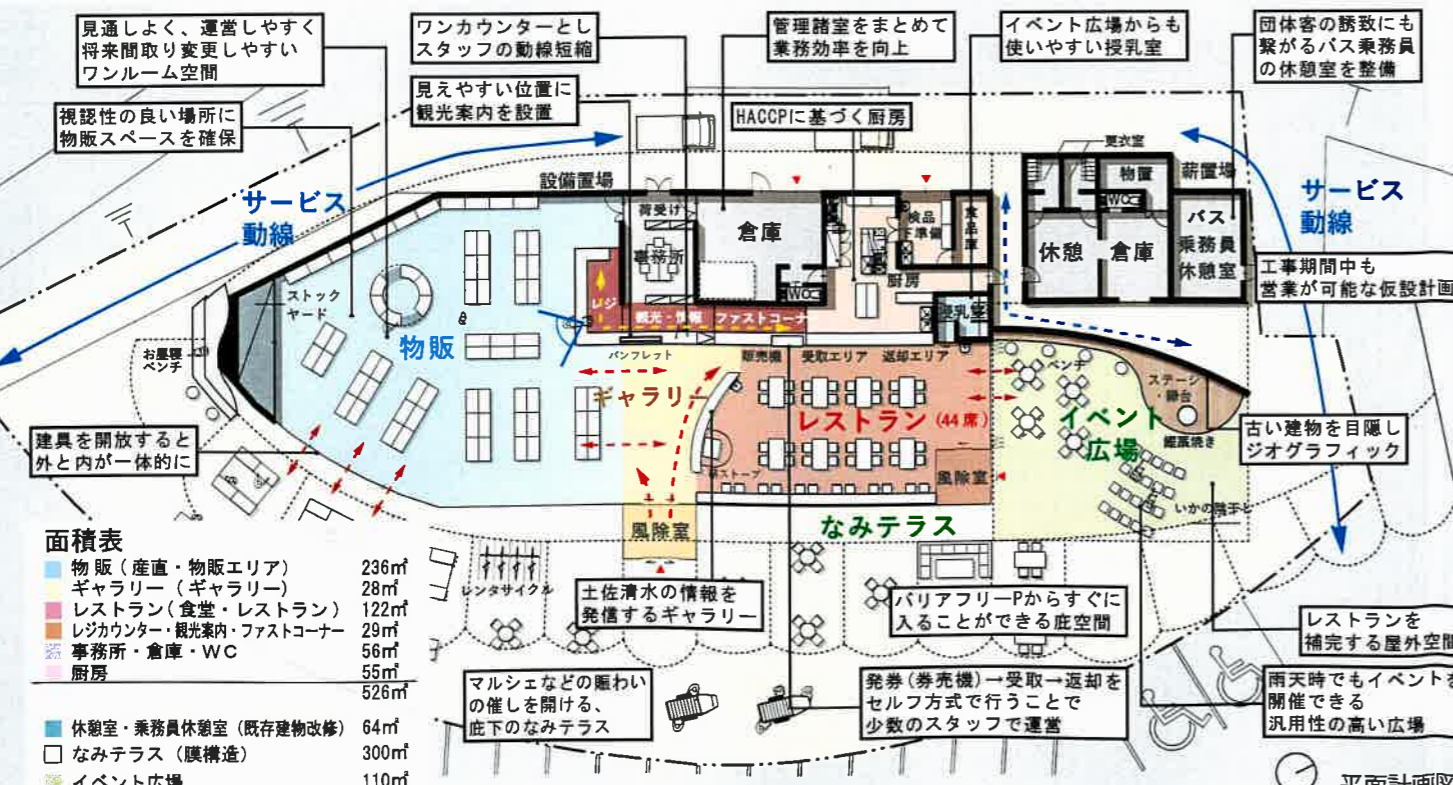 見通しよく、運営しやすく
将来間取り変更しやすい
ワンルーム空間
ワンカウンターとし
スタッフの動線短縮
管理諸室をまとめて
業務効率を向上
イベント広場からも
使いやすい授乳室
団体客の誘致にも
繋がるバス乗務員
の休憩室を整備
視認性の良い場所に
物販スペースを確保
見えやすい位置に
観光案内を設置
HACCPに基づく厨房
サービス
動線
設備置場
荷受け
事務所
倉庫
WC
検品
下準備
食品庫
厨房
授乳室
更衣室
物置
WC
薪置場
休憩
倉庫
バス
乗務員
休憩室
サービス
動線
工事期間中も
営業が可能な仮設計画
ストック
ヤード
物販
レジ
観光・情報
ファストコーナー
お昼寝
ベンチ
パンフレット
ギャラリー
販売機
受取エリア
返却エリア
レストラン(44席)
風除室
ベンチ
ステージ
・舞台
イベント
広場
藁焼き
古い建物を目隠し
ジオグラフィック
建具を開放すると
外と内が一体的に
風除室
なみテラス
レンタサイクル
土佐清水の情報を
発信するギャラリー
バリアフリーPからすぐに
入ることができる庇空間
レストランを
補完する屋外空間
マルシェなどの賑わい
の催しを開ける、
庇下のなみテラス
発券(券売機)→受取→返却を
セルフ方式で行うことで
少数のスタッフで運営
雨天時でもイベントを
開催できる
汎用性の高い広場
面積表
物販(産直・物販エリア) 236㎡
ギャラリー(ギャラリー) 28㎡
レストラン(食堂・レストラン) 122㎡
レジカウンター・観光案内・ファストコーナー 29㎡
事務所・倉庫・WC 56㎡
厨房 55㎡
526㎡
休憩室・乗務員休憩室(既存建物改修) 64㎡
なみテラス(膜構造) 300㎡
イベント広場 110㎡
平面計画図